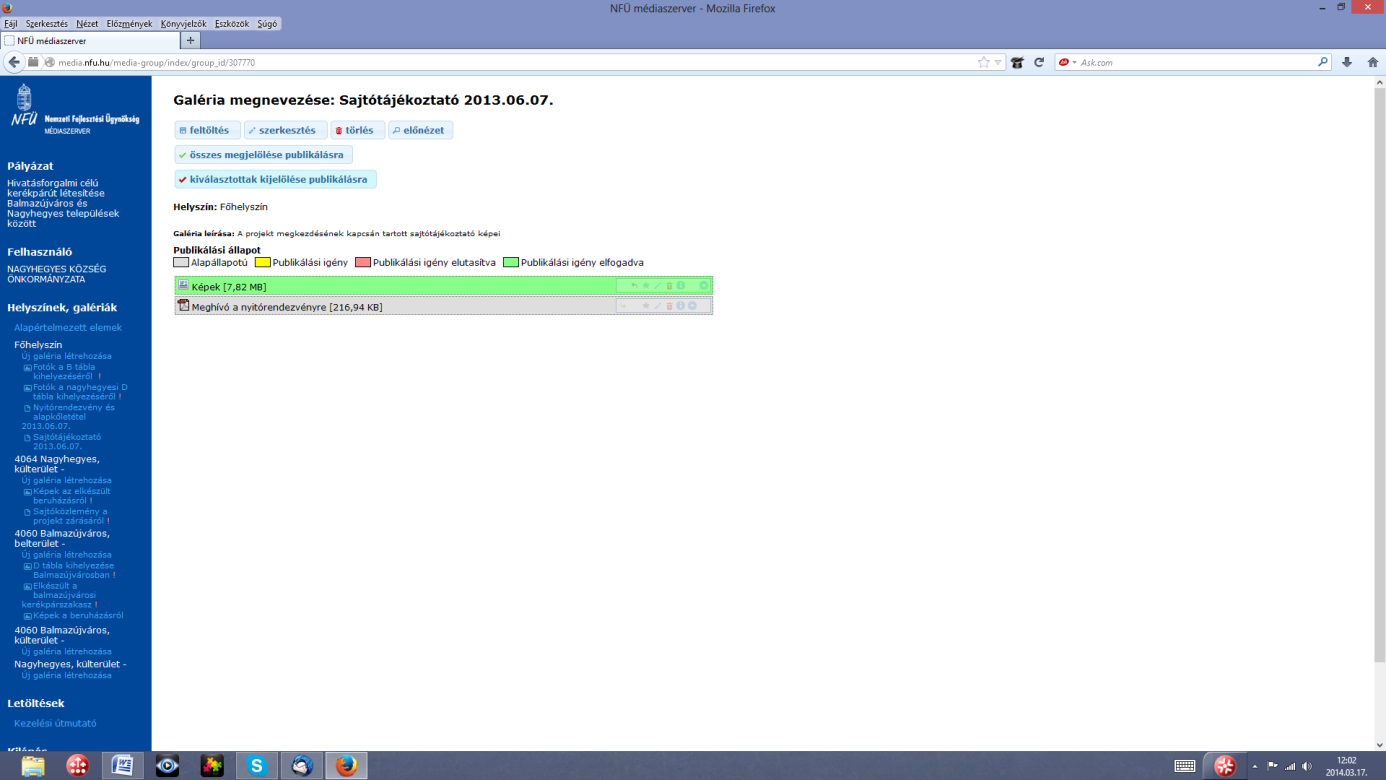 NFÜ médiaszerver - Mozilla Firefox
Fájl Szerkesztés Nézet Előzmények Könyvjelzők Eszközök Súgó
NFÜ médiaszerver
media.nfu.hu/media-group/index/group_id/307770
Ask.com
NFÜ Nemzeti Fejlesztési Ügynökség
MÉDIASZERVER
Pályázat
Hivatásforgalmi célú
kerékpárút létesítése
Balmazújváros és
Nagyhegyes települések
között
Felhasználó
NAGYHEGYES KÖZSÉG
ÖNKORMÁNYZATA
Helyszínek, galériák
Alapértelmezett elemek
Főhelyszín
Új galéria létrehozása
Fotók a B tábla
kihelyezéséről !
Fotók a nagyhegyesi D
tábla kihelyezéséről !
Nyitórendezvény és
alapkőletétel
2013.06.07.
Sajtótájékoztató
2013.06.07.
4064 Nagyhegyes,
külterület -
Új galéria létrehozása
Képek az elkészült
beruházásról !
Sajtóközlemény a
projekt zárásáról !
4060 Balmazújváros,
belterület -
Új galéria létrehozása
D tábla kihelyezése
Balmazújvárosban !
Elkészült a
balmazújvárosi
kerékpárszakasz !
Képek a beruházásról
4060 Balmazújváros,
külterület -
Új galéria létrehozása
Nagyhegyes, külterület -
Új galéria létrehozása
Letöltések
Kezelési útmutató
Kilépés
Galéria megnevezése: Sajtótájékoztató 2013.06.07.
feltöltés szerkesztés törlés előnézet
összes megjelölése publikálásra
kiválasztottak kijelölése publikálásra
Helyszín: Főhelyszín
Galéria leírása: A projekt megkezdésének kapcsán tartott sajtótájékoztató képei
Publikálási állapot
Alapállapotú Publikálási igény Publikálási igény elutasítva Publikálási igény elfogadva
Képek [7,82 MB]
Meghívó a nyitórendezvényre [216,94 KB]
12:02
2014.03.17.